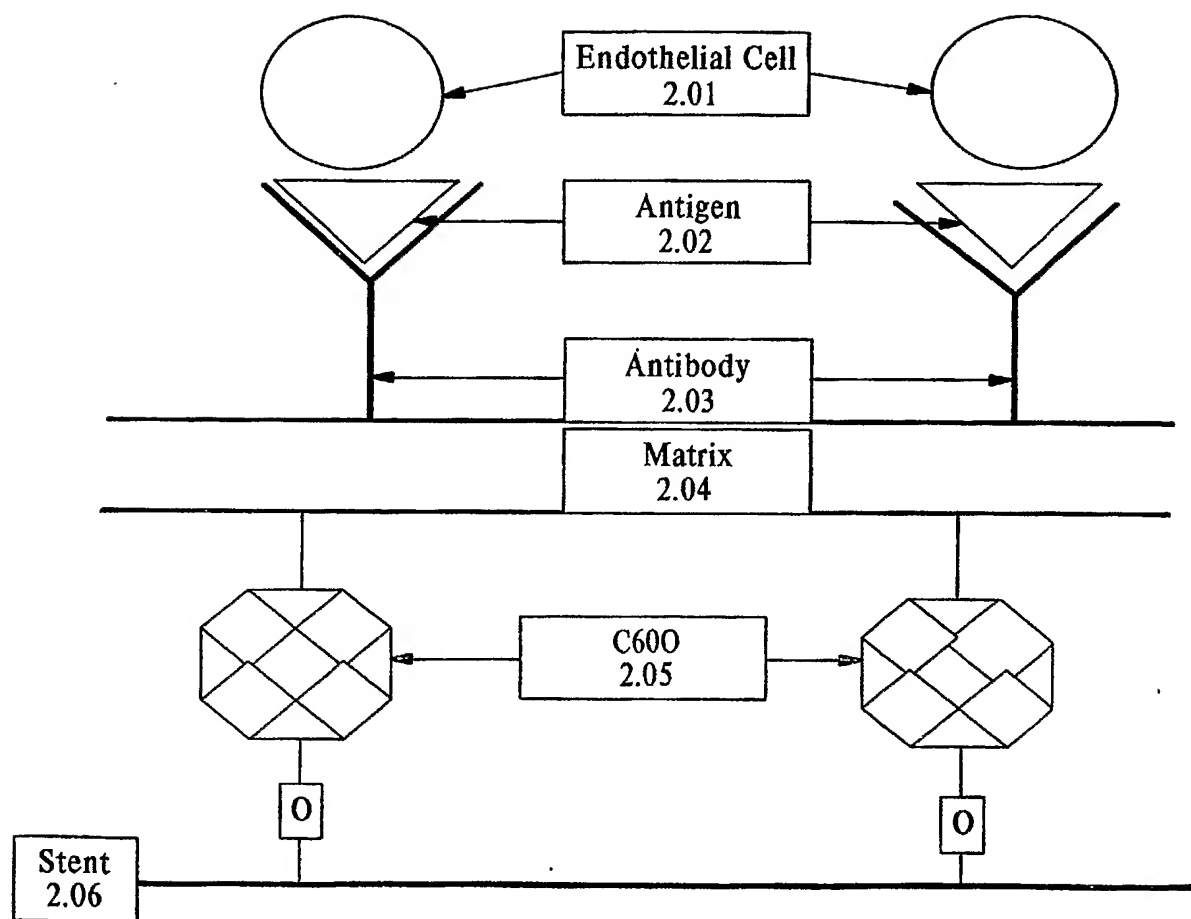 Endothelial Cell
2.01
Antigen
2.02
Antibody
2.03
Matrix
2.04
C60O
2.05
O
O
Stent
2.06